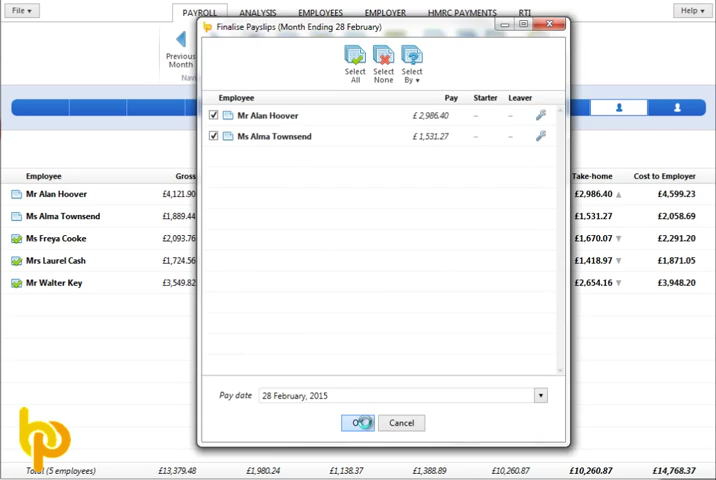 File
PAYROLL ANALYSIS EMPLOYEES EMPLOYER HMRC PAYMENTS RTI
Help
Finalise Payslips (Month Ending 28 February)
Previous Month
Select All
Select None
Select By
Employee Pay Starter Leaver
Mr Alan Hoover £ 2,986.40 – –
Ms Alma Townsend £ 1,531.27 – –
Employee Gross Take-home Cost to Employer
Mr Alan Hoover £4,121.90 £2,986.40 £4,599.23
Ms Alma Townsend £1,889.44 £1,531.27 £2,058.69
Ms Freya Cooke £2,093.76 £1,670.07 £2,291.20
Mrs Laurel Cash £1,724.56 £1,418.97 £1,871.05
Mr Walter Key £3,549.82 £2,654.16 £3,948.20
Pay date 28 February, 2015
Cancel
bp
Total (5 employees) £13,379.48 £1,980.24 £1,138.37 £1,388.89 £10,260.87 £10,260.87 £14,768.37